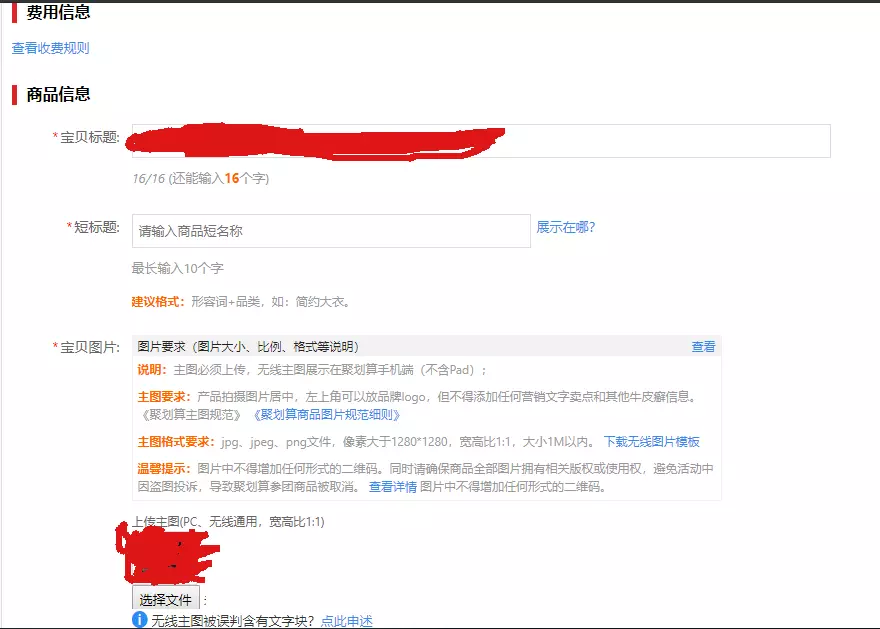 费用信息
查看收费规则
商品信息
*宝贝标题:
16/16 (还能输入16个字)
*短标题: 请输入商品短名称 展示在哪?
最长输入10个字
建议格式：形容词+品类，如：简约大衣。
*宝贝图片: 图片要求（图片大小、比例、格式等说明） 查看
说明：主图必须上传，无线主图展示在聚划算手机端（不含Pad）；
主图要求：产品拍摄图片居中，左上角可以放品牌logo，但不得添加任何营销文字卖点和其他牛皮癣信息。
《聚划算主图规范》 《聚划算商品图片规范细则》
主图格式要求：jpg、jpeg、png文件，像素大于1280*1280，宽高比1:1，大小1M以内。 下载无线图片模板
温馨提示：图片中不得增加任何形式的二维码。同时请确保商品全部图片拥有相关版权或使用权，避免活动中
因盗图投诉，导致聚划算参团商品被取消。 查看详情 图片中不得增加任何形式的二维码。
上传主图(PC、无线通用，宽高比1:1)
选择文件 :
无线主图被误判含有文字块？ 点此申述